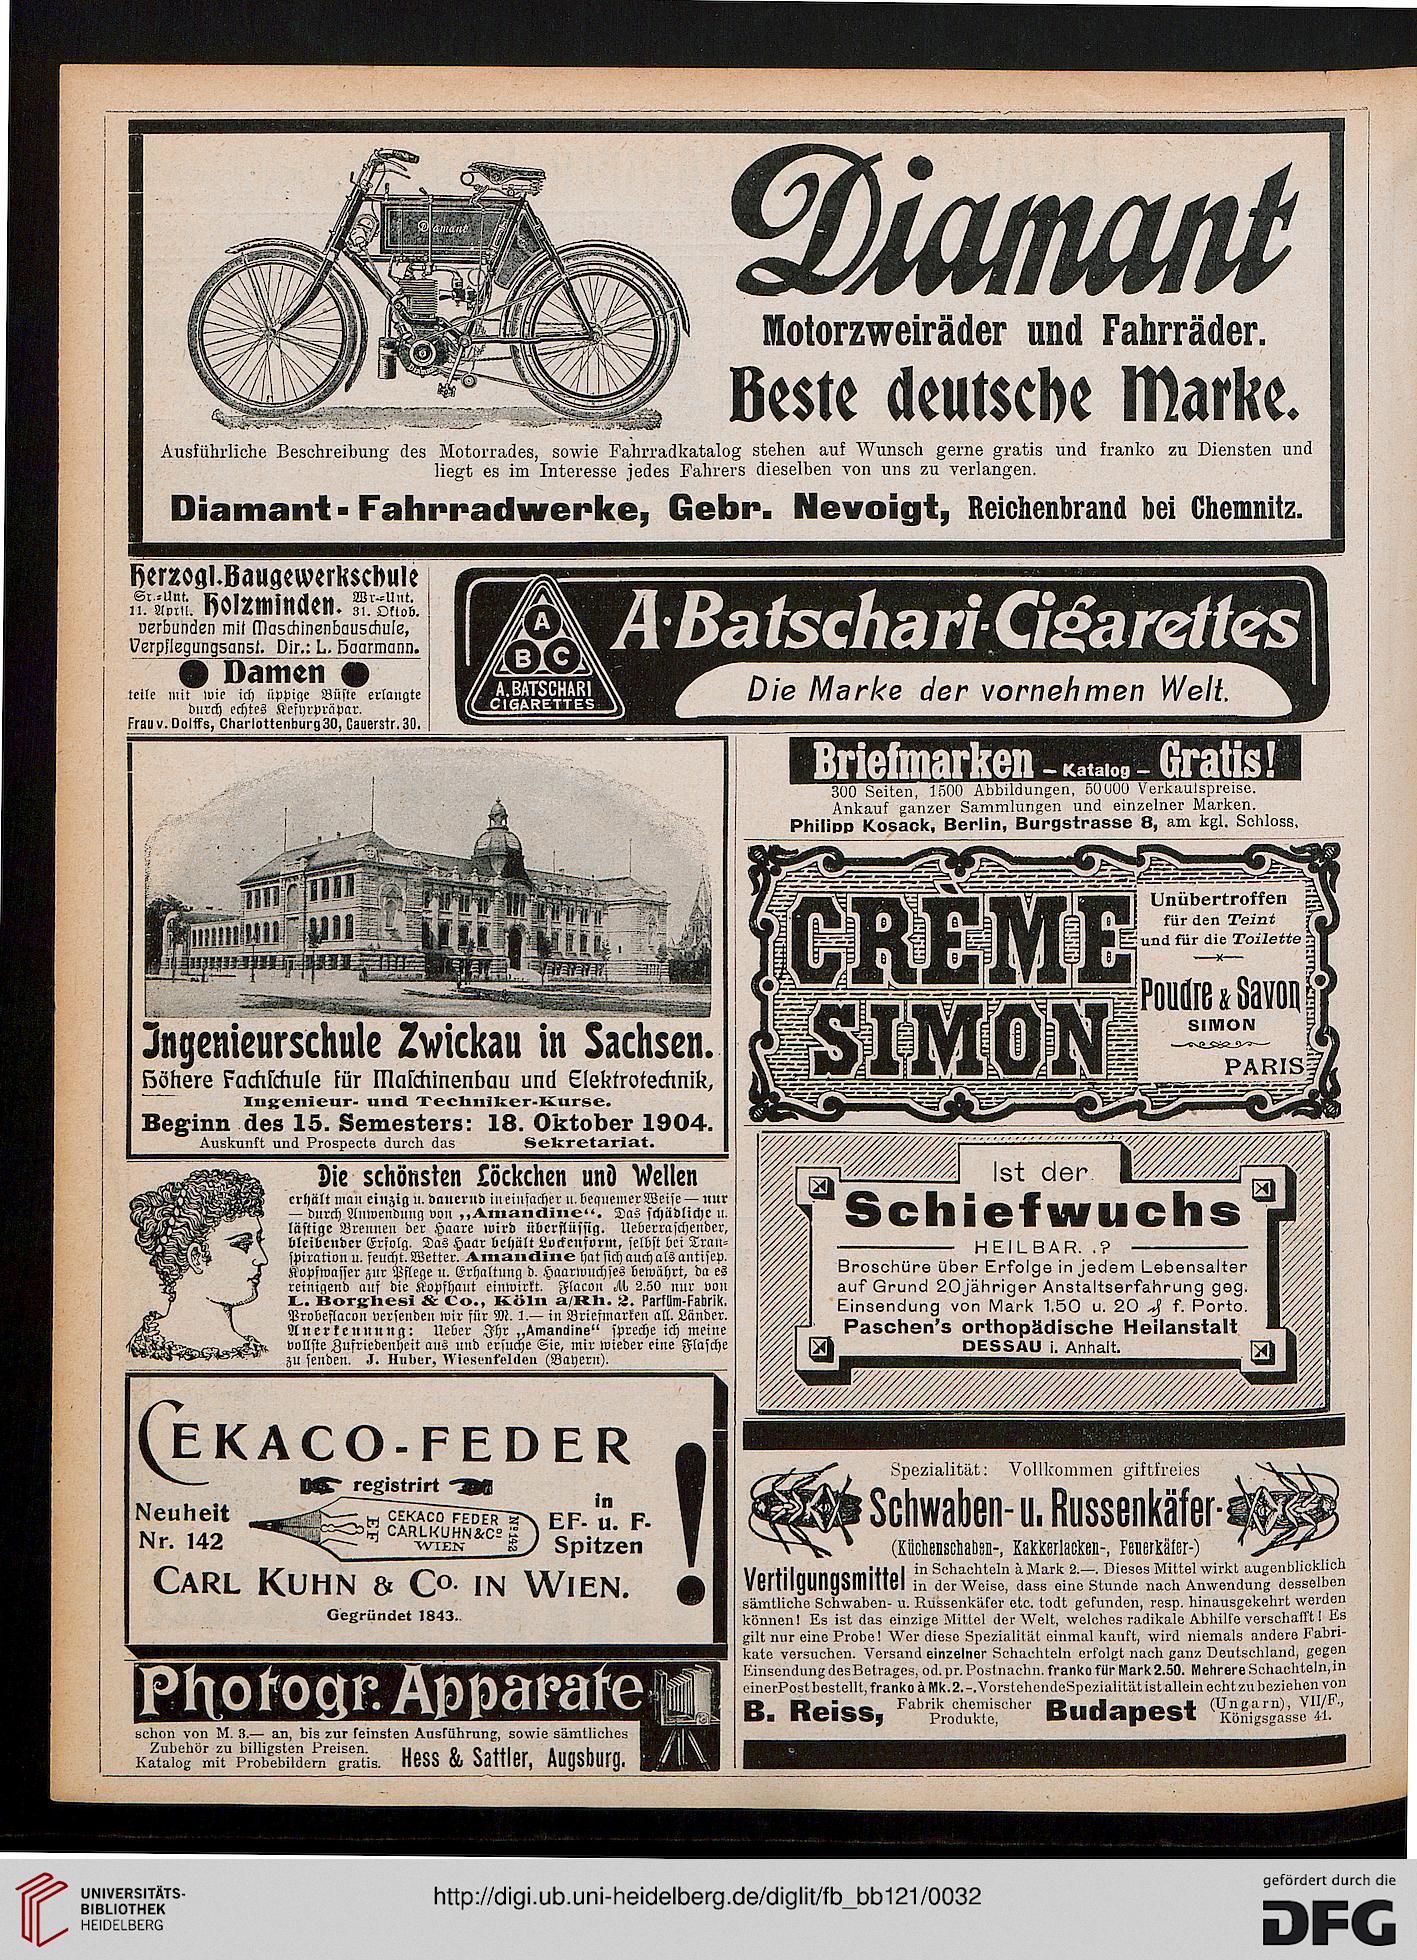 Diamant
Diamant
Motorzweiräder und Fahrräder.
Beste deutsche Marke.
Ausführliche Beschreibung des Motorrades, sowie Fahrradkatalog stehen auf Wunsch gerne gratis und franko zu Diensten und
liegt es im Interesse jedes Fahrers dieselben von uns zu verlangen.
Diamant-Fahrradwerke, Gebr. Nevoigt, Reichenbrand bei Chemnitz.
Herzogl. Baugewerkschule
Sr.-Unt. Wr-Unt.
11. April. Holzminden. 31. Oktob.
verbunden mit Maschinenbauschule,
Verpflegungsanst. Dir.: L. Haarmann.
Damen
teile mit wie ich üppige Büste erlangte
durch echtes Kefyrpräpar.
Frau v. Dolffs, Charlottenburg 30, Cauerstr. 30.
A
B C
A. BATSCHARI
CIGARETTES
A·Batschari-Cigarettes
Die Marke der vornehmen Welt.
Ingenieurschule Zwickau in Sachsen.
Höhere Fachschule für Maschinenbau und Elektrotechnik,
Ingenieur- und Techniker-Kurse.
Beginn des 15. Semesters: 18. Oktober 1904.
Auskunft und Prospecte durch das Sekretariat.
Die schönsten Löckchen und Wellen
erhält man einzig u. dauernd in einfacher u. bequemer Weise — nur
— durch Anwendung von „Amandine“. Das schädliche u.
lästige Brennen der Haare wird überflüssig. Ueberraschender,
bleibender Erfolg. Das Haar behält Lockenform, selbst bei Tran-
spiration u. feucht. Wetter. Amandine hat sich auch als antisep.
Kopfwasser zur Pflege u. Erhaltung d. Haarwuchses bewährt, da es
reinigend auf die Kopfhaut einwirkt. Flacon M 2.50 nur von
L. Borghesi & Co., Köln a/Rh. 2. Parfüm-Fabrik.
Probeflacon versenden wir für M. 1.— in Briefmarken all. Länder.
Anerkennung: Ueber Ihr „Amandine“ spreche ich meine
vollste Zufriedenheit aus und ersuche Sie, mir wieder eine Flasche
zu senden. J. Huber, Wiesenfelden (Bayern).
CEKACO-FEDER
registrirt
Neuheit
Nr. 142
EF
CEKACO FEDER
CARL KUHN & Co
WIEN
No 142
in
EF- u. F-
Spitzen
!
CARL KUHN & Co. IN WIEN.
Gegründet 1843.
Photogr. Apparate
schon von M. 3.— an, bis zur feinsten Ausführung, sowie sämtliches
Zubehör zu billigsten Preisen.
Katalog mit Probebildern gratis. Hess & Sattler, Augsburg.
Briefmarken – Katalog – Gratis!
300 Seiten, 1500 Abbildungen, 50000 Verkaufspreise.
Ankauf ganzer Sammlungen und einzelner Marken.
Philipp Kosack, Berlin, Burgstrasse 8, am kgl. Schloss.
CRÈME
SIMON
Unübertroffen
für den Teint
und für die Toilette
Poudre & Savon
SIMON
PARIS
Ist der
Schiefwuchs
HEILBAR..?
Broschüre über Erfolge in jedem Lebensalter
auf Grund 20jähriger Anstaltserfahrung geg.
Einsendung von Mark 1.50 u. 20 ₰ f. Porto.
Paschen's orthopädische Heilanstalt
DESSAU i. Anhalt.
Spezialität: Vollkommen giftfreies
Schwaben- u. Russenkäfer-
(Küchenschaben-, Kakkerlacken-, Feuerkäfer-)
Vertilgungsmittel in Schachteln à Mark 2.—. Dieses Mittel wirkt augenblicklich
in der Weise, dass eine Stunde nach Anwendung desselben
sämtliche Schwaben- u. Russenkäfer etc. todt gefunden, resp. hinausgekehrt werden
können! Es ist das einzige Mittel der Welt, welches radikale Abhilfe verschafft! Es
gilt nur eine Probe! Wer diese Spezialität einmal kauft, wird niemals andere Fabri-
kate versuchen. Versand einzelner Schachteln erfolgt nach ganz Deutschland, gegen
Einsendung des Betrages, od. pr. Postnachn. franko für Mark 2.50. Mehrere Schachteln, in
einer Post bestellt, franko à Mk. 2.-. Vorstehende Spezialität ist allein echt zu beziehen von
B. Reiss, Fabrik chemischer Produkte, Budapest (Ungarn), VII/F., Königsgasse 41.
UNIVERSITÄTS-
BIBLIOTHEK
HEIDELBERG
http://digi.ub.uni-heidelberg.de/diglit/fb_bb121/0032
gefördert durch die
DFG